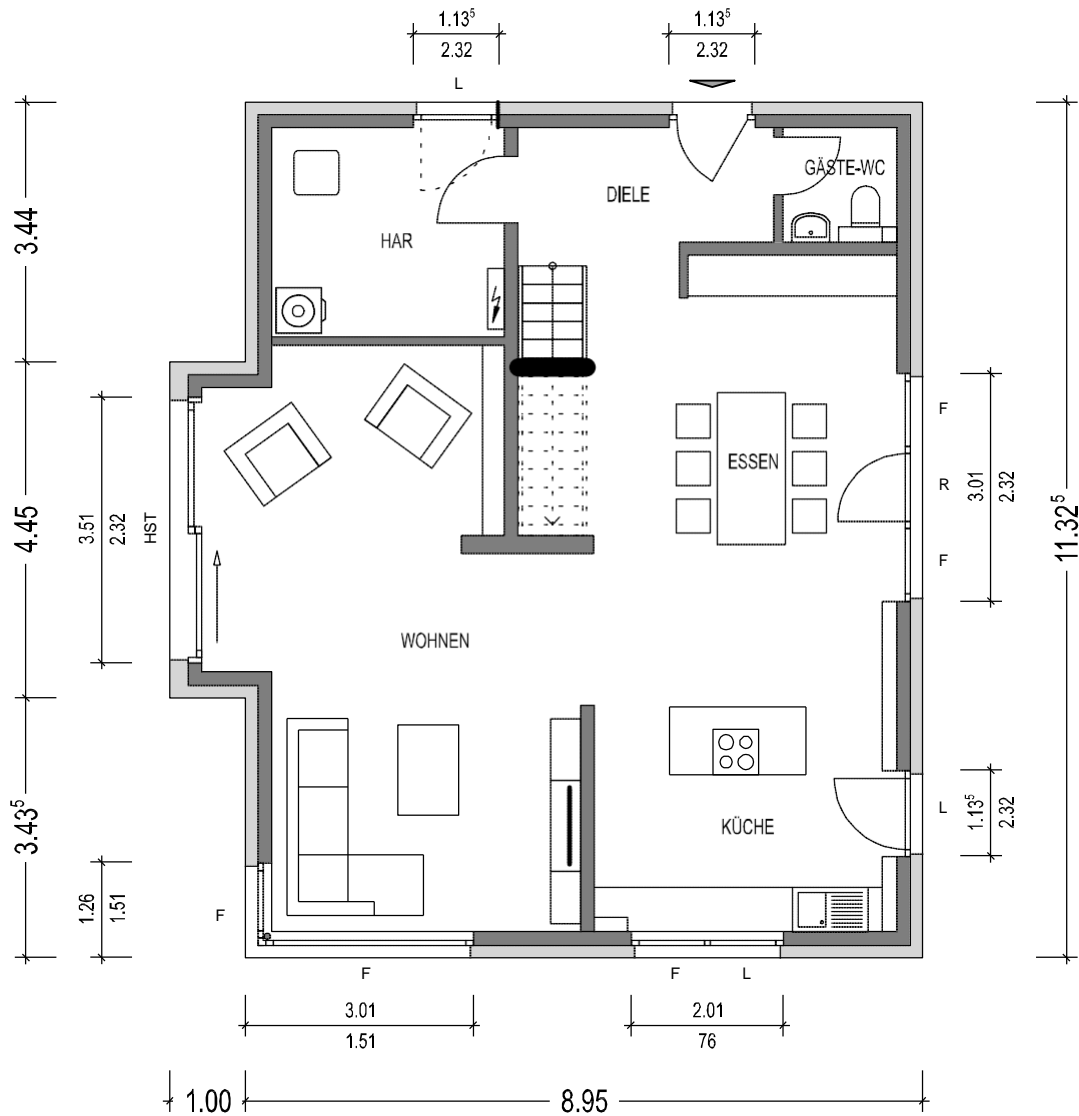 1.13⁵
2.32
1.13⁵
2.32
L
GÄSTE-WC
DIELE
HAR
3.44
4.45
3.43⁵
3.51
2.32
HST
1.26
1.51
F
ESSEN
F
R
F
3.01
2.32
11.32⁵
WOHNEN
KÜCHE
L
1.13⁵
2.32
F
F
L
3.01
1.51
2.01
76
1.00
8.95